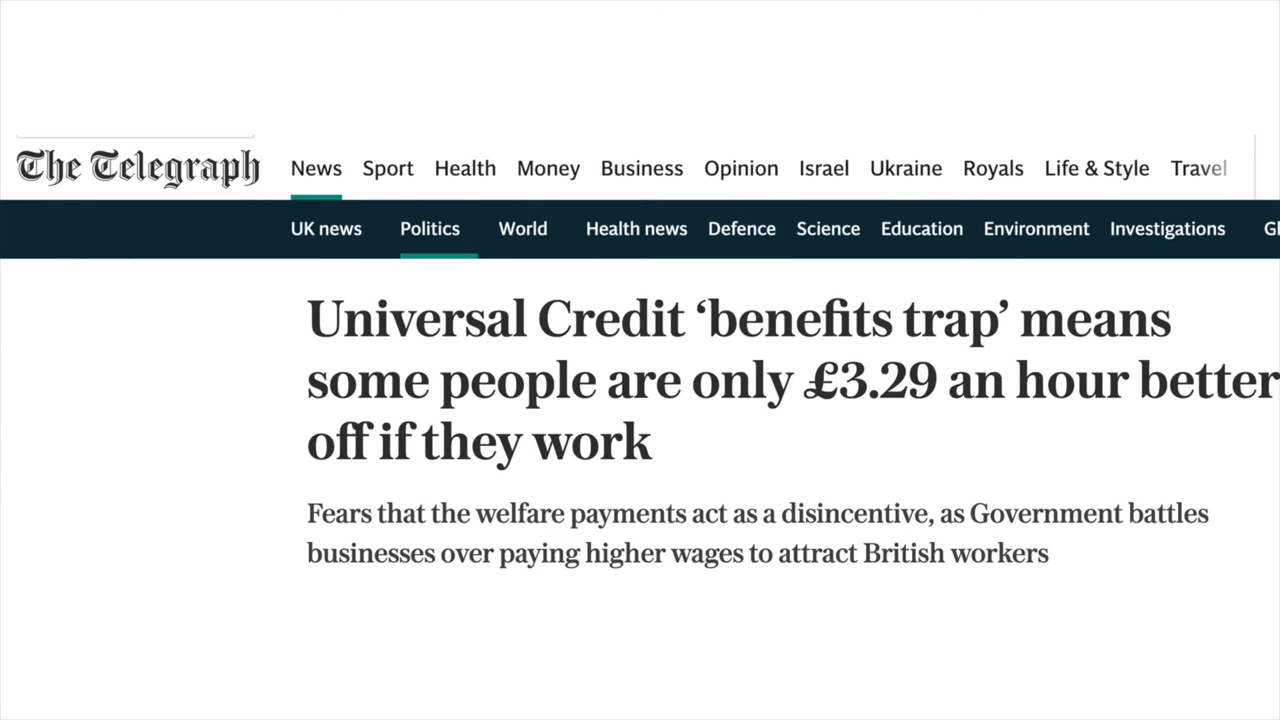 The Telegraph News Sport Health Money Business Opinion Israel Ukraine Royals Life & Style Travel
UK news Politics World Health news Defence Science Education Environment Investigations
Universal Credit ‘benefits trap’ means
some people are only £3.29 an hour better
off if they work
Fears that the welfare payments act as a disincentive, as Government battles
businesses over paying higher wages to attract British workers